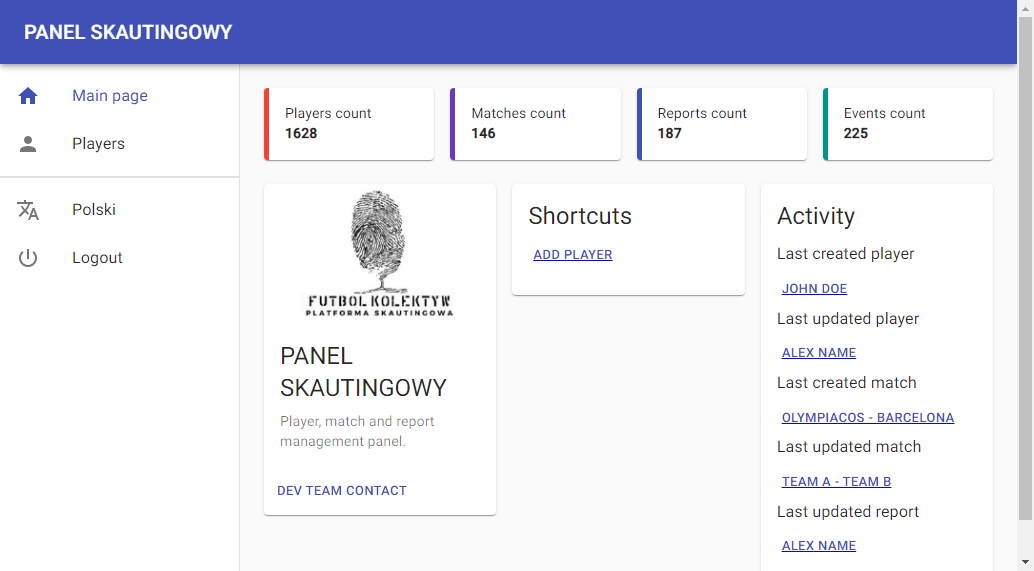 PANEL SKAUTINGOWY
Main page
Players
Polski
Logout
Players count
1628
Matches count
146
Reports count
187
Events count
225
FUTBOL KOLEKTYW
PLATFORMA SKAUTINGOWA
PANEL
SKAUTINGOWY
Player, match and report
management panel.
DEV TEAM CONTACT
Shortcuts
ADD PLAYER
Activity
Last created player
JOHN DOE
Last updated player
ALEX NAME
Last created match
OLYMPIACOS - BARCELONA
Last updated match
TEAM A - TEAM B
Last updated report
ALEX NAME